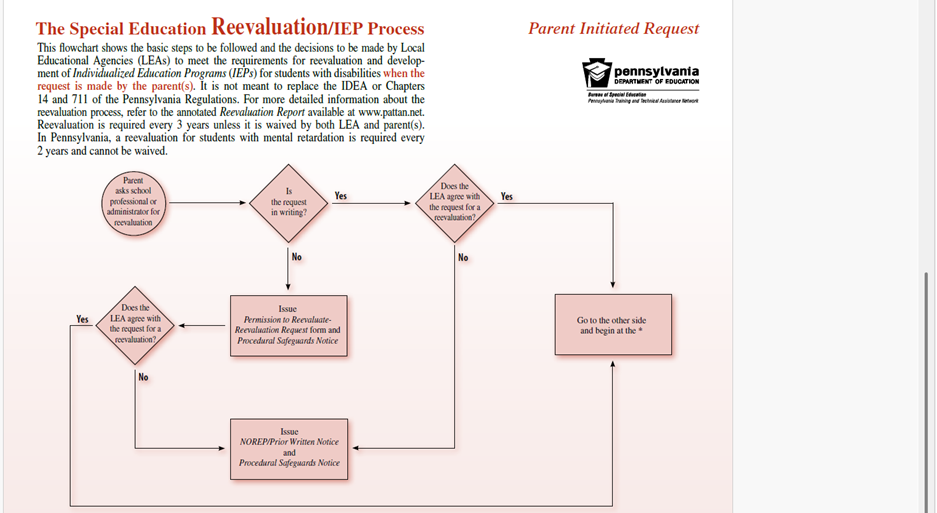 The Special Education Reevaluation/IEP Process
Parent Initiated Request
This flowchart shows the basic steps to be followed and the decisions to be made by Local
Educational Agencies (LEAs) to meet the requirements for reevaluation and develop-
ment of Individualized Education Programs (IEPs) for students with disabilities when the
request is made by the parent(s). It is not meant to replace the IDEA or Chapters
14 and 711 of the Pennsylvania Regulations. For more detailed information about the
reevaluation process, refer to the annotated Reevaluation Report available at www.pattan.net.
Reevaluation is required every 3 years unless it is waived by both LEA and parent(s).
In Pennsylvania, a reevaluation for students with mental retardation is required every
2 years and cannot be waived.
pennsylvania
DEPARTMENT OF EDUCATION
Bureau of Special Education
Pennsylvania Training and Technical Assistance Network
Parent
asks school
professional or
administrator for
reevaluation
Is
the request
in writing?
Yes
Does the
LEA agree with
the request for a
reevaluation?
Yes
No
No
Does the
LEA agree with
the request for a
reevaluation?
Yes
Issue
Permission to Reevaluate-
Reevaluation Request form and
Procedural Safeguards Notice
Go to the other side
and begin at the *
No
Issue
NOREP/Prior Written Notice
and
Procedural Safeguards Notice